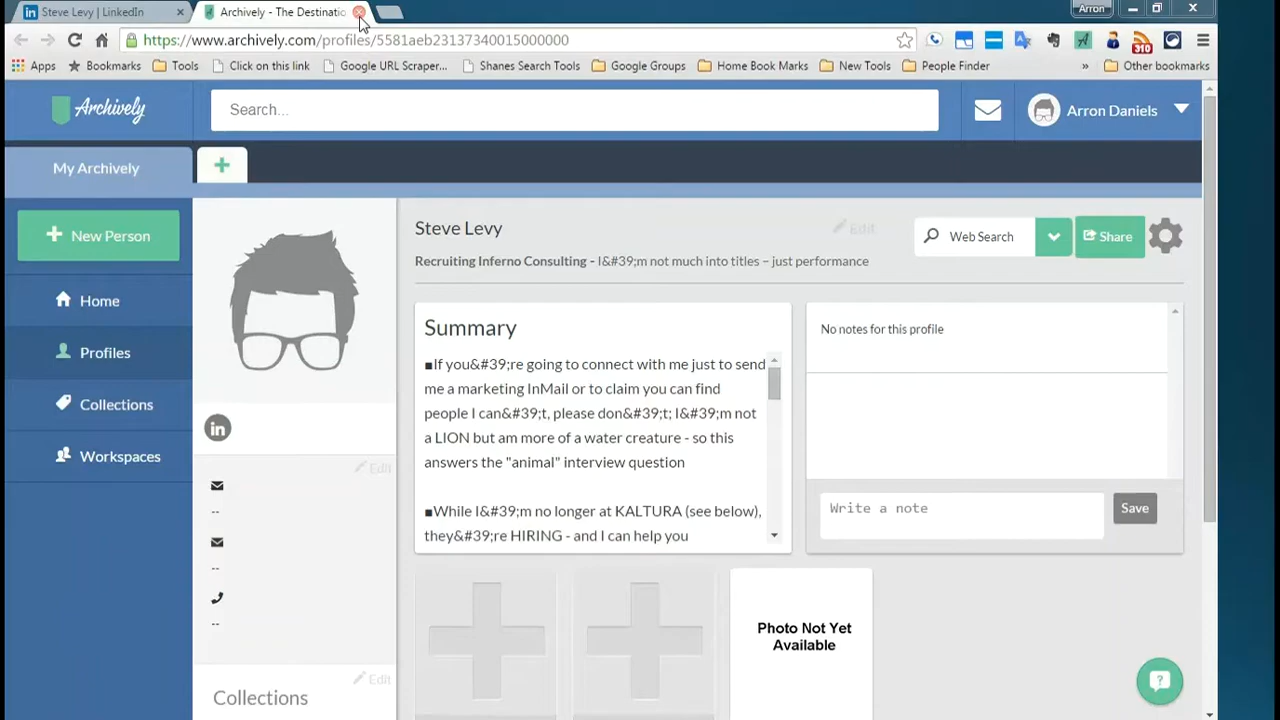 Steve Levy | LinkedIn
Archively - The Destinatio
Arron
https://www.archively.com/profiles/5581aeb23137340015000000
310
Apps
Bookmarks
Tools
Click on this link
Google URL Scraper...
Shanes Search Tools
Google Groups
Home Book Marks
New Tools
People Finder
»
Other bookmarks
Archively
Search...
Arron Daniels
My Archively
+
+ New Person
Home
Profiles
Collections
Workspaces
Steve Levy
Edit
Web Search
Share
Recruiting Inferno Consulting - I&#39;m not much into titles – just performance
Summary
■If you&#39;re going to connect with me just to send
me a marketing InMail or to claim you can find
people I can&#39;t, please don&#39;t; I&#39;m not
a LION but am more of a water creature - so this
answers the "animal" interview question
■While I&#39;m no longer at KALTURA (see below),
they&#39;re HIRING - and I can help you
No notes for this profile
Write a note
Save
in
Edit
--
--
--
Edit
Collections
Photo Not Yet
Available
?